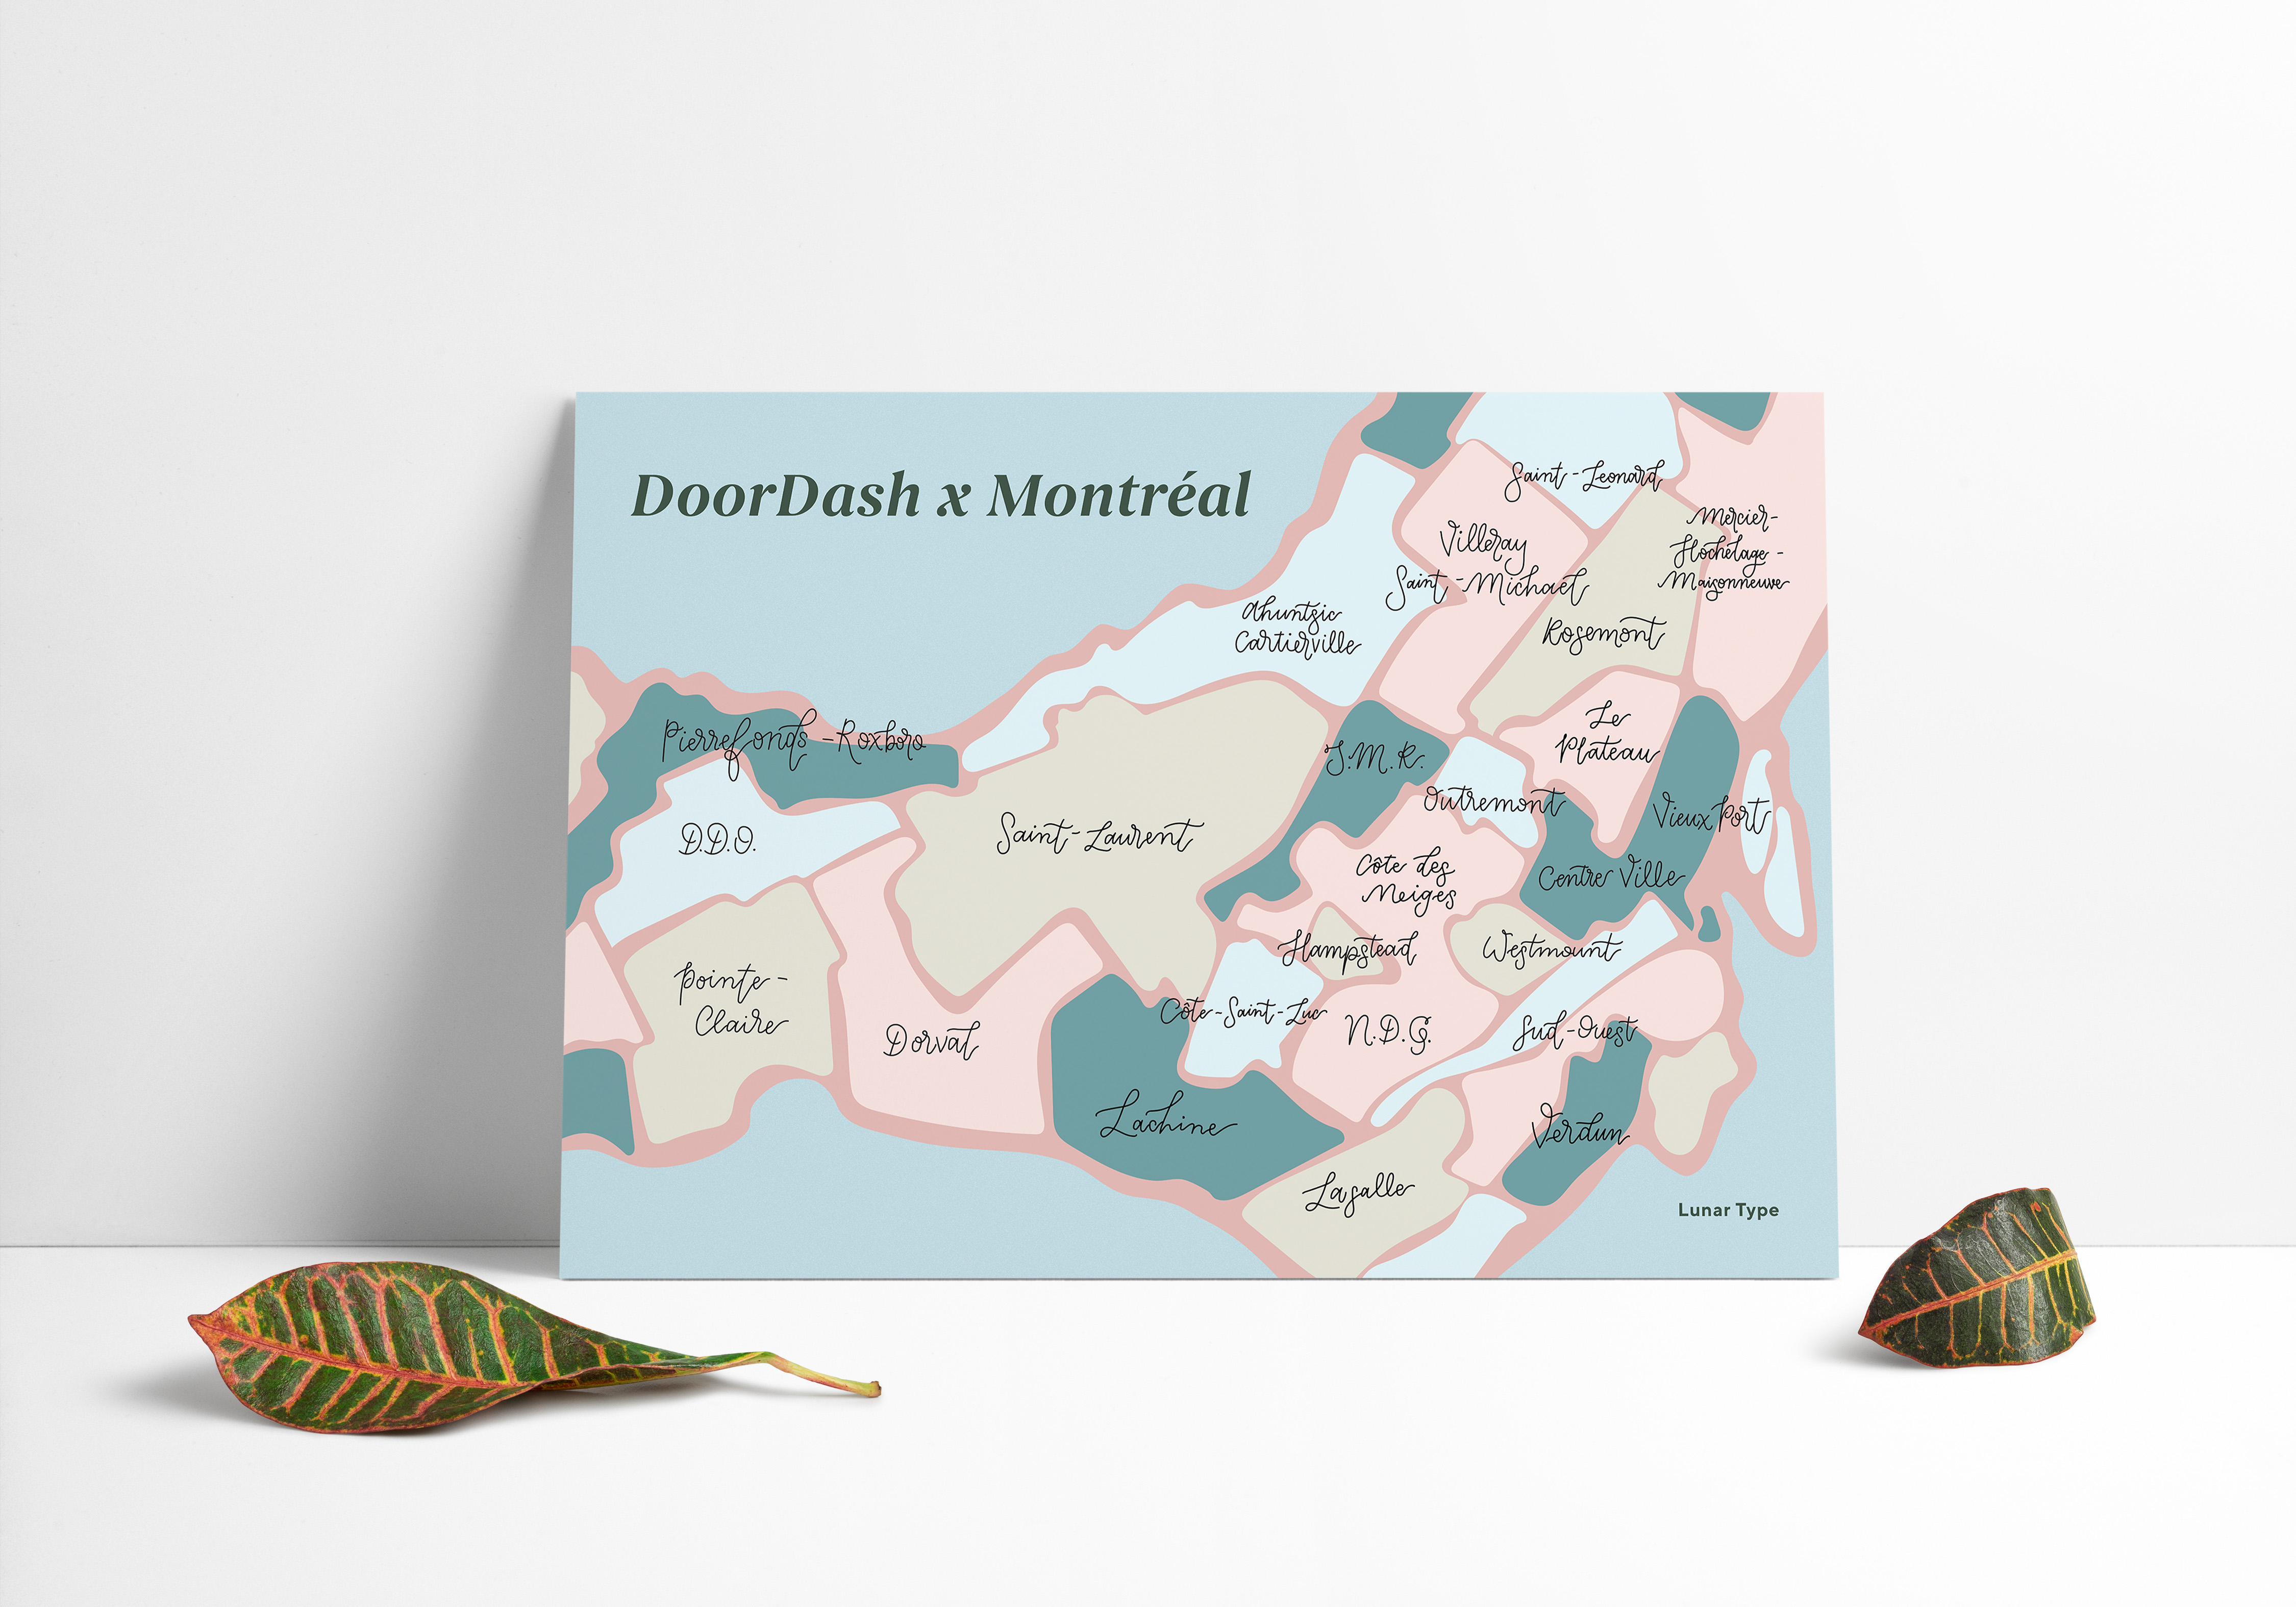 DoorDash x Montréal
Saint-Leonard
Mercier-
Hochelage-
Maisonneuve
Villeray
Saint-Michael
Ahuntsic
Cartierville
Rosemont
Le
Plateau
Pierrefonds-Roxboro
T.M.R.
Outremont
Vieux Port
D.D.O.
Saint-Laurent
Côte des
Neiges
Centre Ville
Hampstead
Westmount
Pointe-
Claire
Côte-Saint-Luc
N.D.G.
Sud-Ouest
Dorval
Lachine
Verdun
Lasalle
Lunar Type